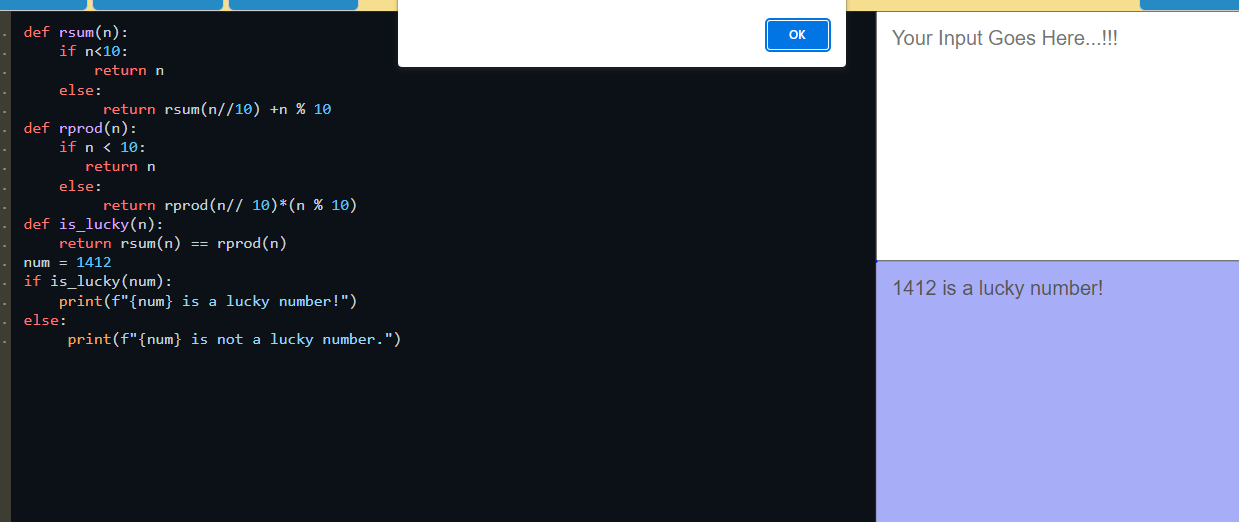 OK
def rsum(n):
    if n<10:
        return n
    else:
         return rsum(n//10) +n % 10
def rprod(n):
    if n < 10:
       return n
    else:
         return rprod(n// 10)*(n % 10)
def is_lucky(n):
    return rsum(n) == rprod(n)
num = 1412
if is_lucky(num):
    print(f"{num} is a lucky number!")
else:
     print(f"{num} is not a lucky number.")
Your Input Goes Here...!!!
1412 is a lucky number!